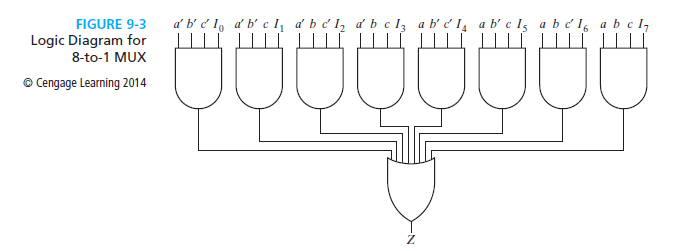 FIGURE 9-3
Logic Diagram for
8-to-1 MUX
© Cengage Learning 2014
a′ b′ c′ I₀ a′ b′ c I₁ a′ b c′ I₂ a′ b c I₃ a b′ c′ I₄ a b′ c I₅ a b c′ I₆ a b c I₇
Z